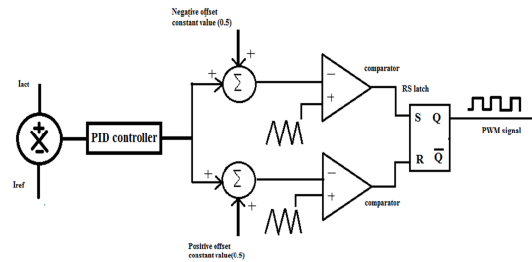 Negative offset
constant value (0.5)
+
+
Σ
−
+
comparator
RS latch
Iact
+
PID controller
S Q
R Q̅
PWM signal
Iref
+
Σ
+
−
+
comparator
Positive offset
constant value(0.5)